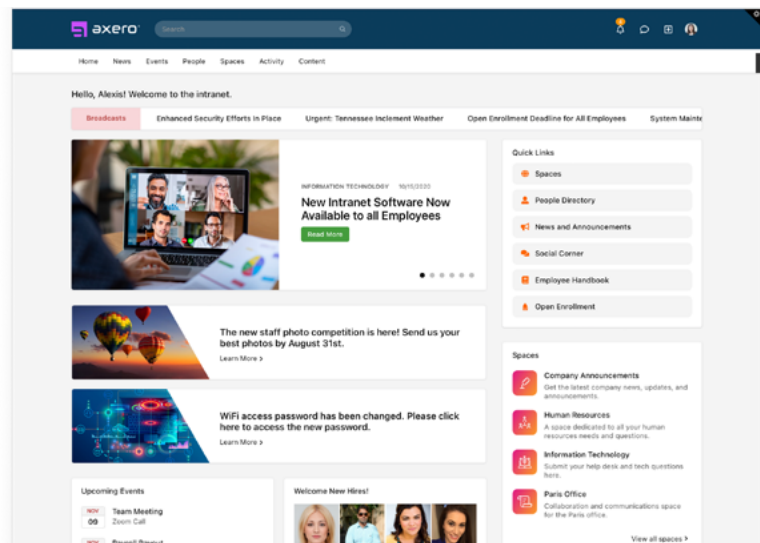 axero
Search
Home News Events People Spaces Activity Content
Hello, Alexis! Welcome to the intranet.
Broadcasts Enhanced Security Efforts in Place Urgent: Tennessee Inclement Weather Open Enrollment Deadline for All Employees System Mainte
INFORMATION TECHNOLOGY 10/15/2020
New Intranet Software Now
Available to all Employees
Read More
The new staff photo competition is here! Send us your
best photos by August 31st.
Learn More >
WiFi access password has been changed. Please click
here to access the new password.
Learn More >
Upcoming Events
NOV
09
Team Meeting
Zoom Call
NOV
Welcome New Hires!
Quick Links
Spaces
People Directory
News and Announcements
Social Corner
Employee Handbook
Open Enrollment
Spaces
Company Announcements
Get the latest company news, updates, and
announcements.
Human Resources
A space dedicated to all your human
resources needs and questions.
Information Technology
Submit your help desk and tech questions
here.
Paris Office
Collaboration and communications space
for the Paris office.
View all spaces >